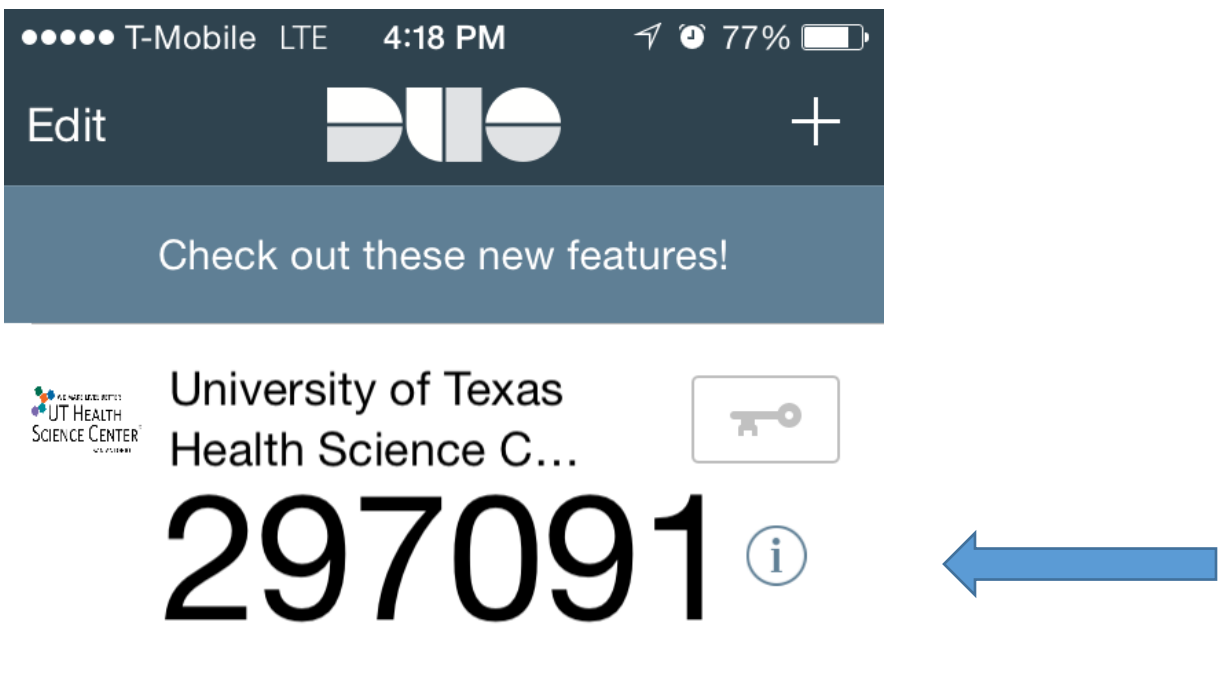 T-Mobile LTE 4:18 PM 77%
Edit DUO +
Check out these new features!
University of Texas
Health Science C...
UT HEALTH
SCIENCE CENTER
297091 i